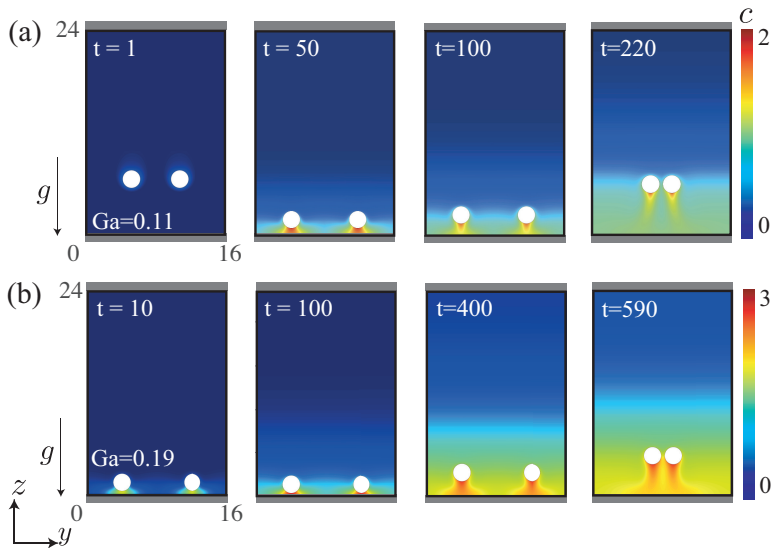 (a)
24
t = 1
t = 50
t=100
t=220
c
2
g
Ga=0.11
0
16
0
(b)
24
t = 10
t = 100
t=400
t=590
3
g
Ga=0.19
z
0
16
0
y